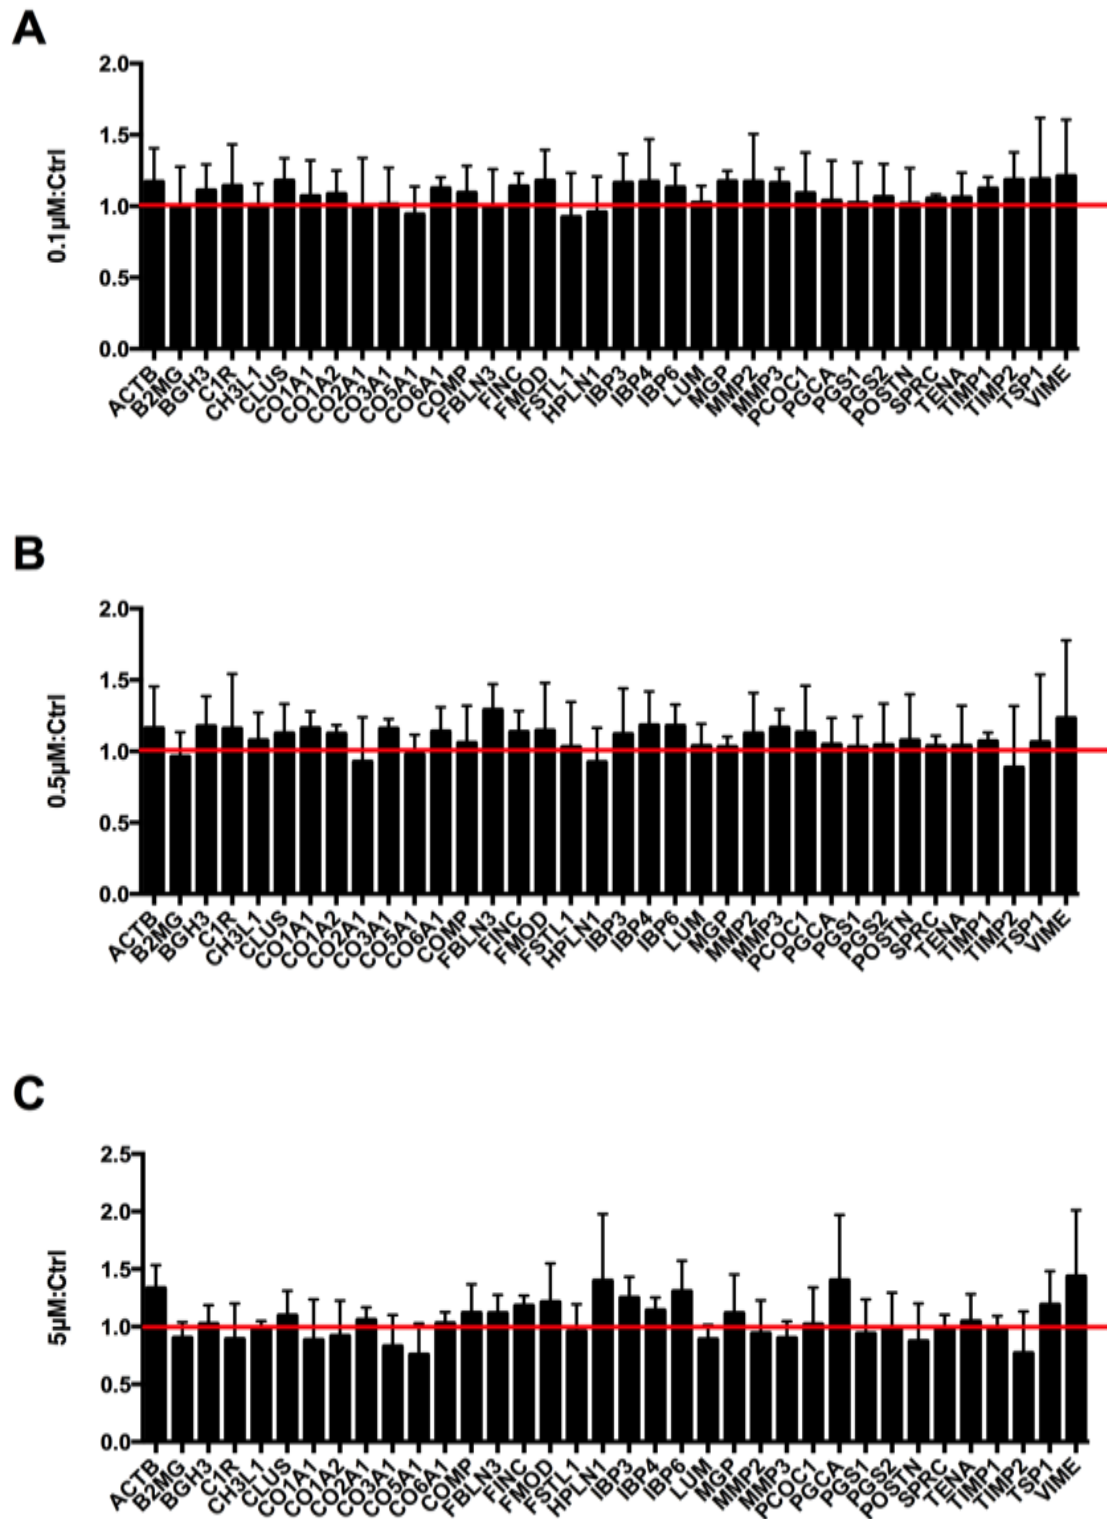 A
2.0
1.5
1.0
0.5
0.0
0.1µM:Ctrl
ACTB B2MG BGH3 C1R CH3L1 CLUS CO1A1 CO1A2 CO2A1 CO3A1 CO5A1 CO6A1 COMP FBLN3 FINC FMOD FSTL1 HPLN1 IBP3 IBP4 IBP6 LUM MGP MMP2 MMP3 PCOC1 PGCA PGS1 PGS2 POSTN SPRC TENA TIMP1 TIMP2 TSP1 VIME
B
2.0
1.5
1.0
0.5
0.0
0.5µM:Ctrl
ACTB B2MG BGH3 C1R CH3L1 CLUS CO1A1 CO1A2 CO2A1 CO3A1 CO5A1 CO6A1 COMP FBLN3 FINC FMOD FSTL1 HPLN1 IBP3 IBP4 IBP6 LUM MGP MMP2 MMP3 PCOC1 PGCA PGS1 PGS2 POSTN SPRC TENA TIMP1 TIMP2 TSP1 VIME
C
2.5
2.0
1.5
1.0
0.5
0.0
5µM:Ctrl
ACTB B2MG BGH3 C1R CH3L1 CLUS CO1A1 CO1A2 CO2A1 CO3A1 CO5A1 CO6A1 COMP FBLN3 FINC FMOD FSTL1 HPLN1 IBP3 IBP4 IBP6 LUM MGP MMP2 MMP3 PCOC1 PGCA PGS1 PGS2 POSTN SPRC TENA TIMP1 TIMP2 TSP1 VIME